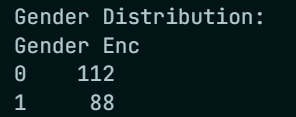 Gender Distribution:
Gender Enc
0    112
1     88